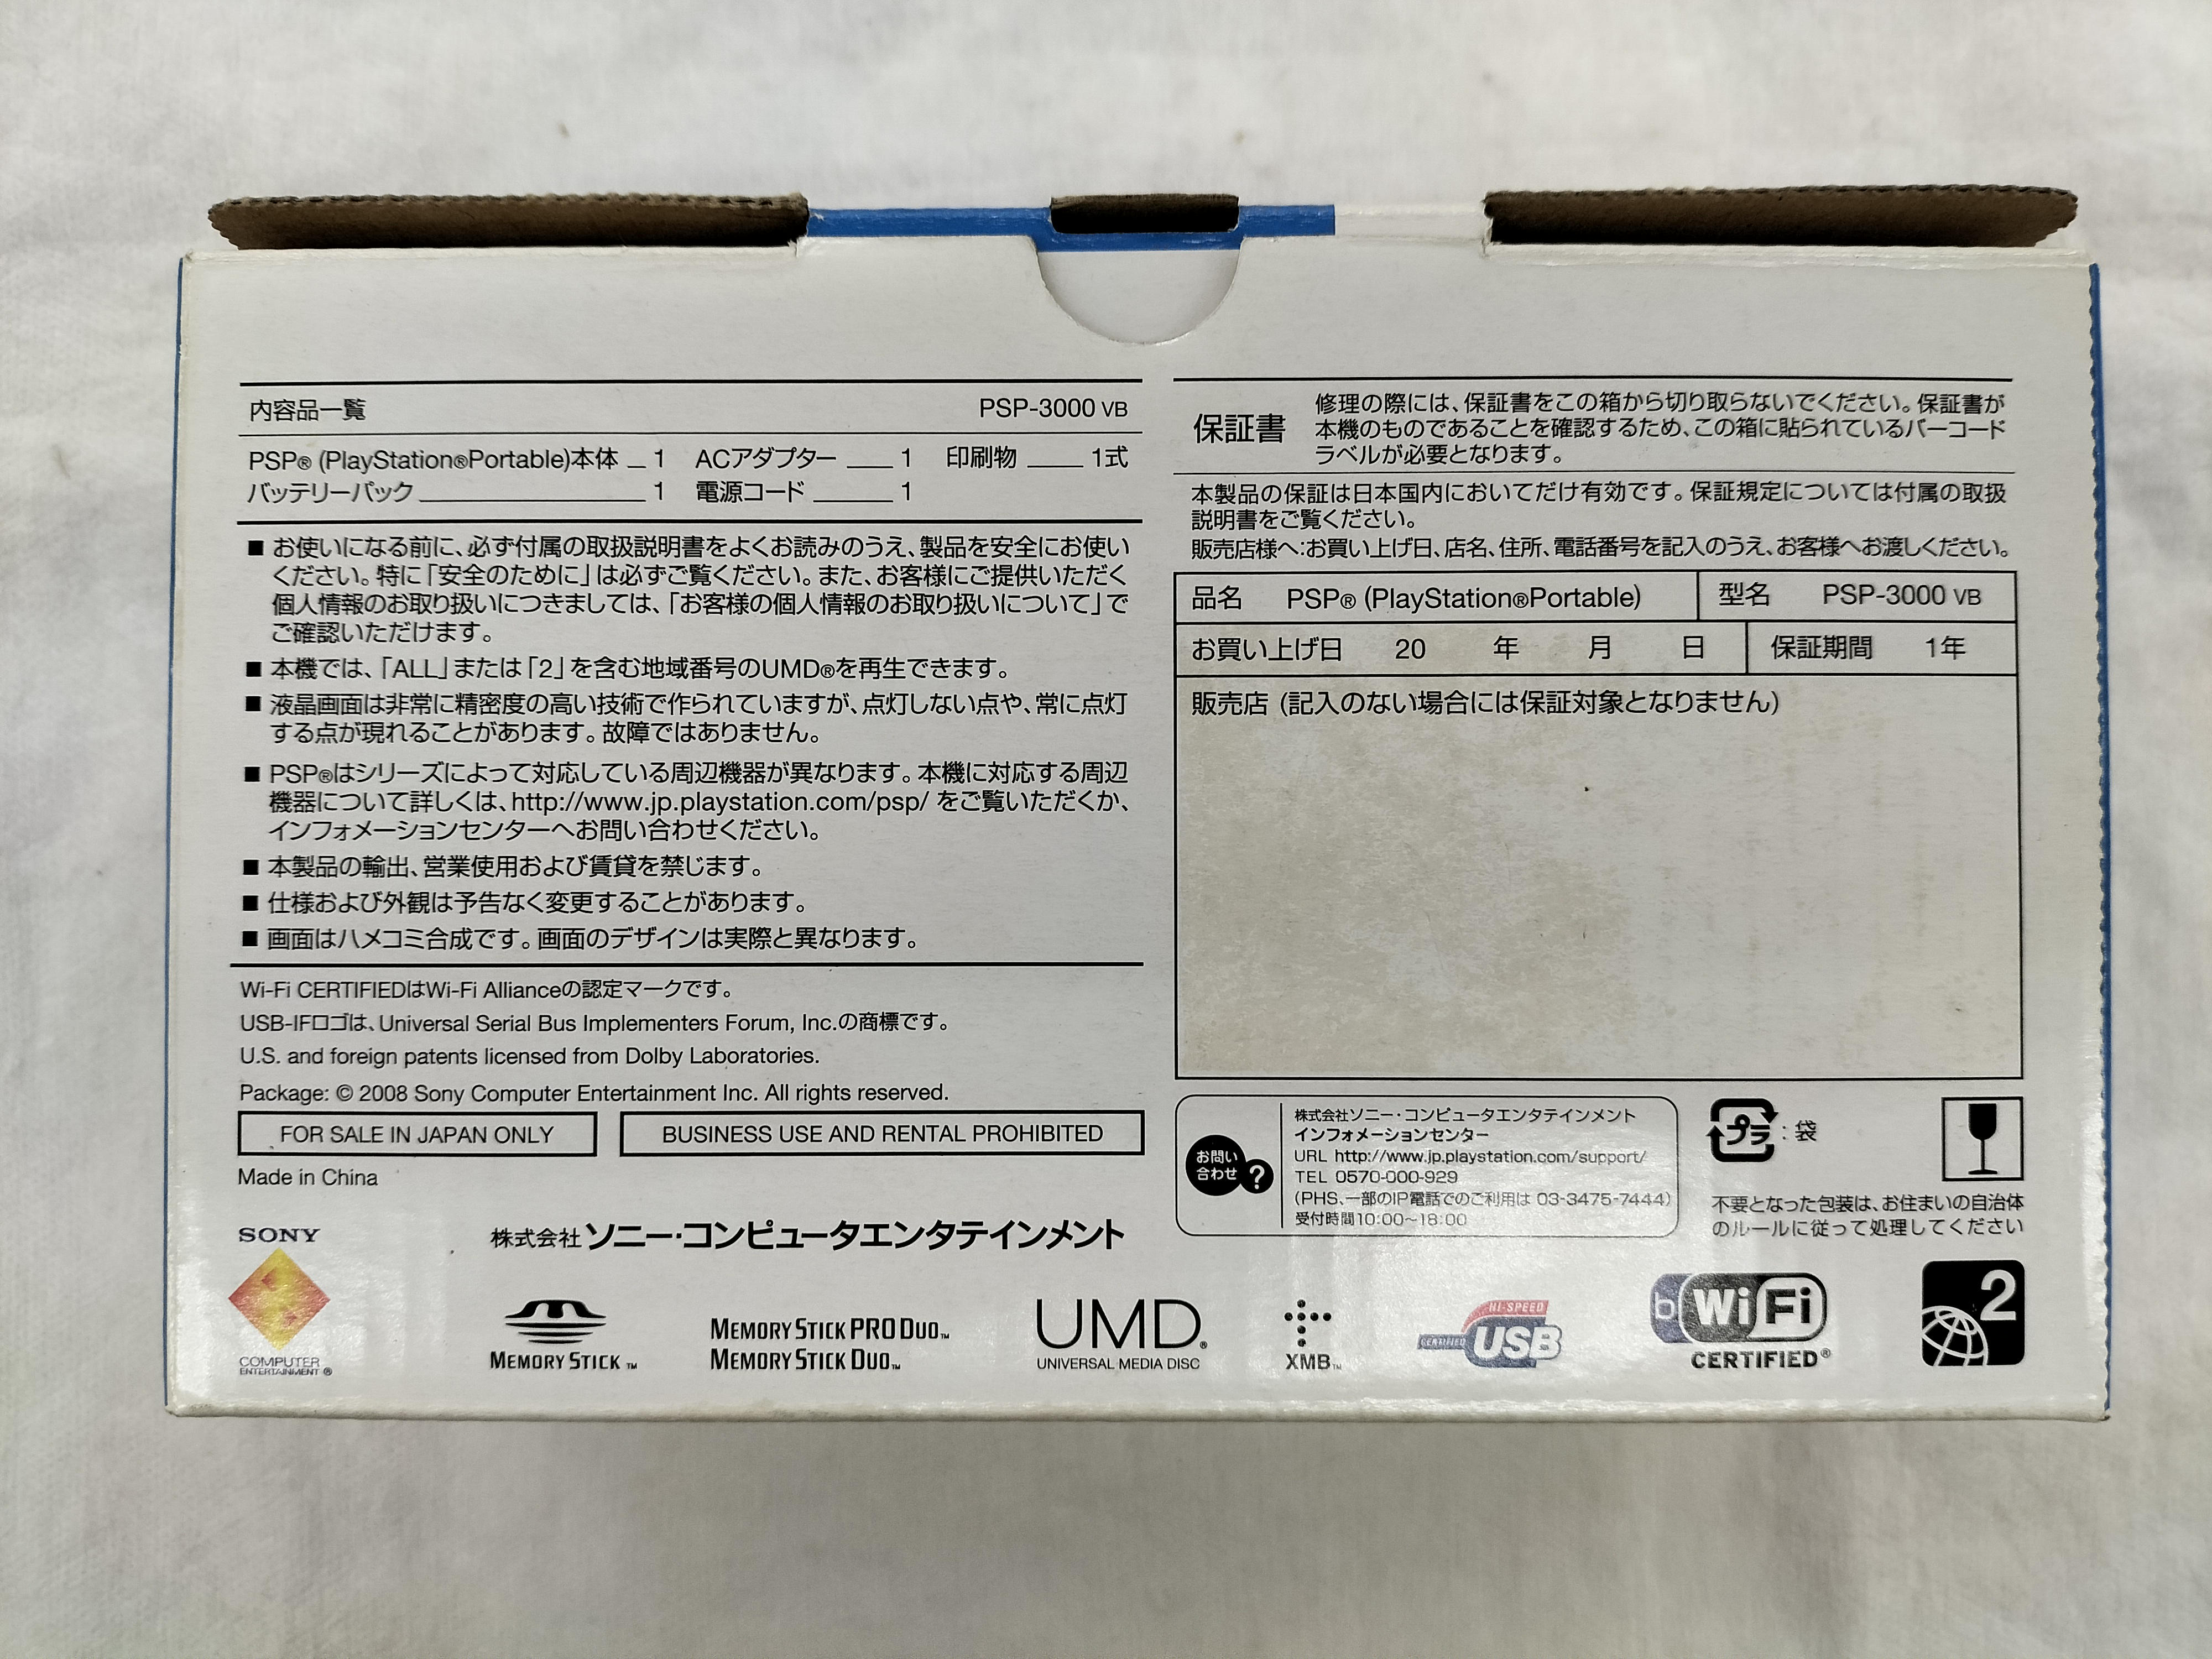 内容品一覧 PSP-3000 VB
PSP® (PlayStation®Portable)本体 1 ACアダプター 1 印刷物 1式
バッテリーパック 1 電源コード 1
■ お使いになる前に、必ず付属の取扱説明書をよくお読みのうえ、製品を安全にお使い
ください。特に「安全のために」は必ずご覧ください。また、お客様にご提供いただく
個人情報のお取り扱いにつきましては、「お客様の個人情報のお取り扱いについて」で
ご確認いただけます。
■ 本機では、「ALL」または「2」を含む地域番号のUMD®を再生できます。
■ 液晶画面は非常に精密度の高い技術で作られていますが、点灯しない点や、常に点灯
する点が現れることがあります。故障ではありません。
■ PSP®はシリーズによって対応している周辺機器が異なります。本機に対応する周辺
機器について詳しくは、http://www.jp.playstation.com/psp/ をご覧いただくか、
インフォメーションセンターへお問い合わせください。
■ 本製品の輸出、営業使用および賃貸を禁じます。
■ 仕様および外観は予告なく変更することがあります。
■ 画面はハメコミ合成です。画面のデザインは実際と異なります。
Wi-Fi CERTIFIEDはWi-Fi Allianceの認定マークです。
USB-IFロゴは、Universal Serial Bus Implementers Forum, Inc.の商標です。
U.S. and foreign patents licensed from Dolby Laboratories.
Package: © 2008 Sony Computer Entertainment Inc. All rights reserved.
FOR SALE IN JAPAN ONLY
BUSINESS USE AND RENTAL PROHIBITED
Made in China
保証書
修理の際には、保証書をこの箱から切り取らないでください。保証書が
本機のものであることを確認するため、この箱に貼られているバーコード
ラベルが必要となります。
本製品の保証は日本国内においてだけ有効です。保証規定については付属の取扱
説明書をご覧ください。
販売店様へ:お買い上げ日、店名、住所、電話番号を記入のうえ、お客様へお渡しください。
品名 PSP® (PlayStation®Portable) 型名 PSP-3000 VB
お買い上げ日 20 年 月 日 保証期間 1年
販売店 (記入のない場合には保証対象となりません)
お問い
合わせ ?
株式会社ソニー・コンピュータエンタテインメント
インフォメーションセンター
URL http://www.jp.playstation.com/support/
TEL 0570-000-929
(PHS、一部のIP電話でのご利用は 03-3475-7444)
受付時間10:00〜18:00
プラ : 袋
不要となった包装は、お住まいの自治体
のルールに従って処理してください
SONY
COMPUTER
ENTERTAINMENT ®
株式会社 ソニー・コンピュータエンタテインメント
MEMORY STICK ™
MEMORY STICK PRO DUO™
MEMORY STICK DUO™
UMD®
UNIVERSAL MEDIA DISC
XMB™
HI-SPEED
CERTIFIED USB
b Wi Fi
CERTIFIED®
2